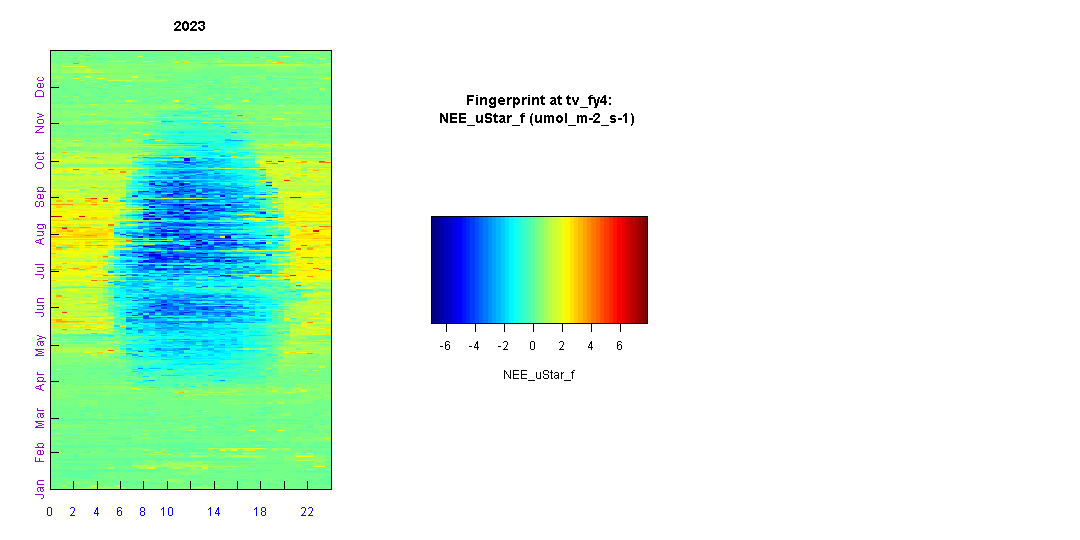 2023
Fingerprint at tv_fy4:
NEE_uStar_f (umol_m-2_s-1)
Dec
Nov
Oct
Sep
Aug
Jul
Jun
May
Apr
Mar
Feb
Jan
0 2 4 6 8 10 14 18 22
-6 -4 -2 0 2 4 6
NEE_uStar_f